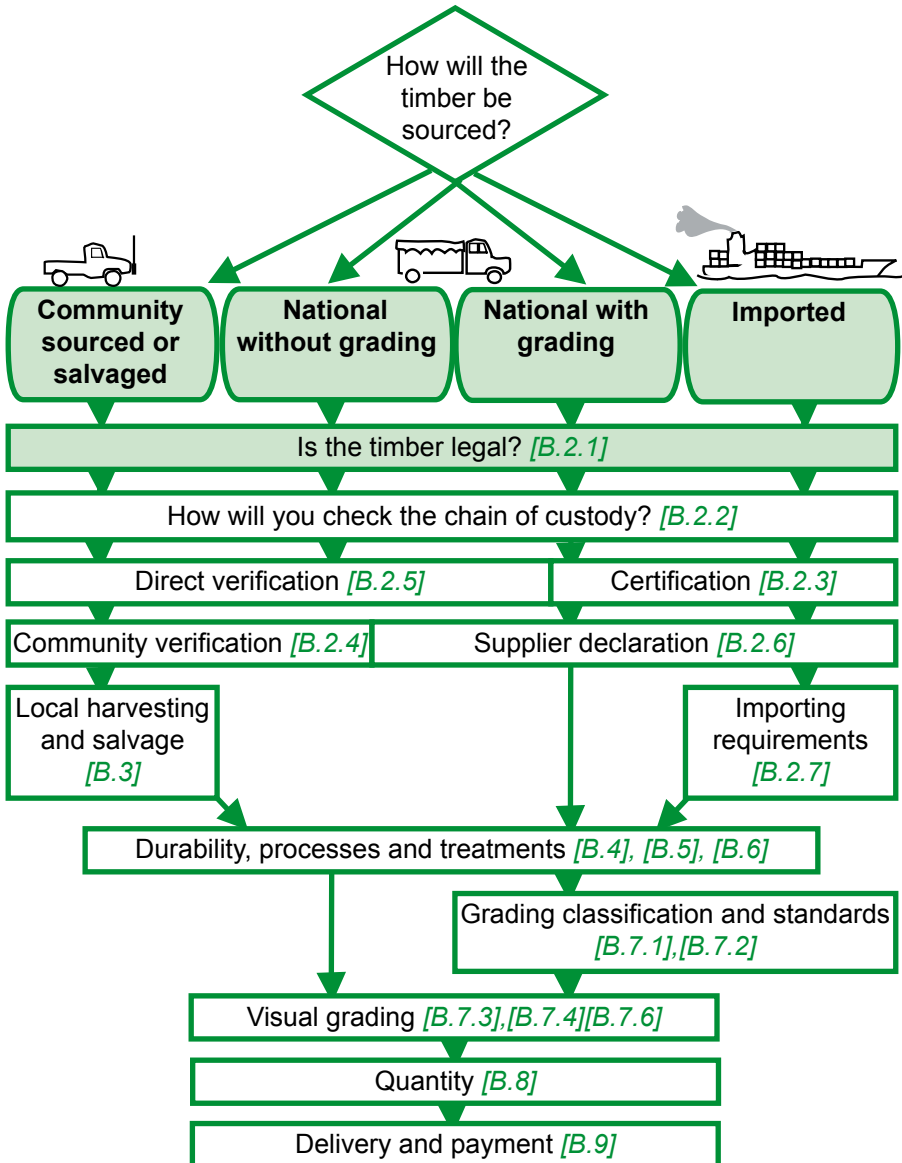 How will the
timber be
sourced?
Community
sourced or
salvaged
National
without grading
National with
grading
Imported
Is the timber legal? [B.2.1]
How will you check the chain of custody? [B.2.2]
Direct verification [B.2.5]
Certification [B.2.3]
Community verification [B.2.4]
Supplier declaration [B.2.6]
Local harvesting
and salvage
[B.3]
Importing
requirements
[B.2.7]
Durability, processes and treatments [B.4], [B.5], [B.6]
Grading classification and standards
[B.7.1],[B.7.2]
Visual grading [B.7.3],[B.7.4][B.7.6]
Quantity [B.8]
Delivery and payment [B.9]